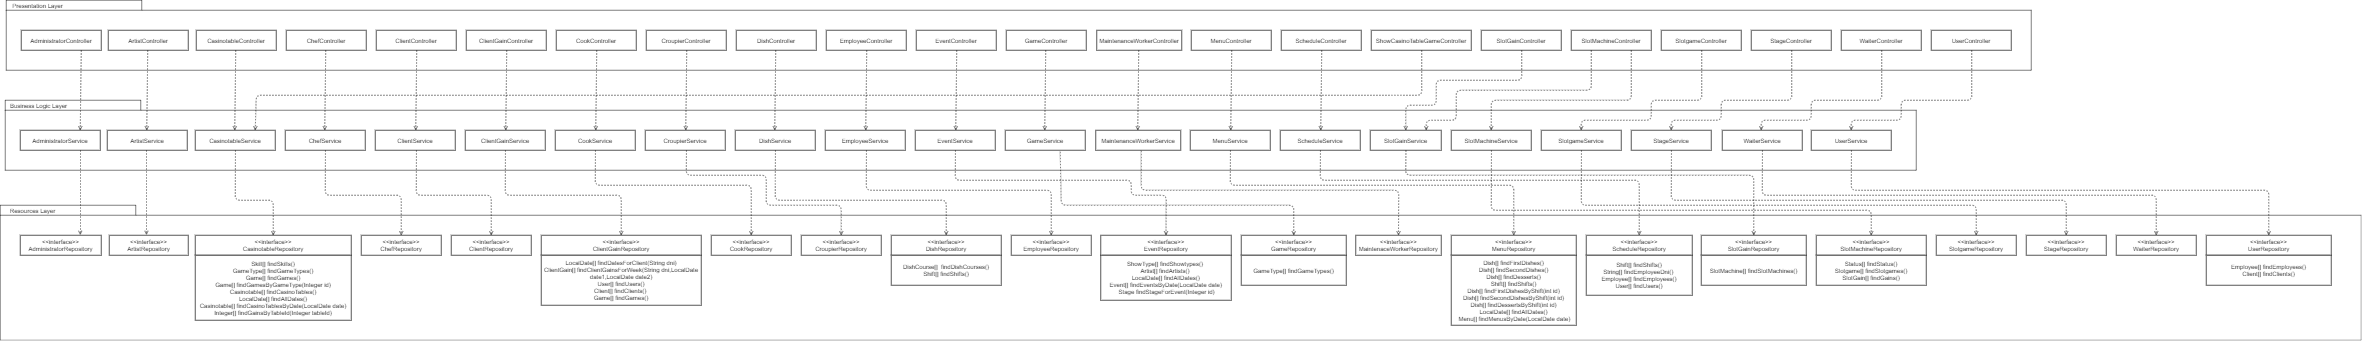 Presentation Layer
AdministratorController
ArtistController
CasinotableController
ChefController
ClientController
ClientGainController
CookController
CroupierController
DishController
EmployeeController
EventController
GameController
MaintenanceWorkerController
MenuController
ScheduleController
ShowCasinoTableGameController
SlotGainController
SlotMachineController
SlotgameController
StageController
WaiterController
UserController
Business Logic Layer
AdministratorService
ArtistService
CasinotableService
ChefService
ClientService
ClientGainService
CookService
CroupierService
DishService
EmployeeService
EventService
GameService
MaintenanceWorkerService
MenuService
ScheduleService
SlotGainService
SlotMachineService
SlotgameService
StageService
WaiterService
UserService
Resources Layer
<<interface>>
AdministratorRepository
<<interface>>
ArtistRepository
<<interface>>
CasinotableRepository
Skill[] findSkills()
GameType[] findGameTypes()
Game[] findGames()
Game[] findGamesByGameType(Integer id)
Casinotable[] findCasinoTables()
LocalDate[] findAllDates()
Casinotable[] findCasinoTablesByDate(LocalDate date)
Integer[] findGainsByTableId(Integer tableId)
<<interface>>
ChefRepository
<<interface>>
ClientRepository
<<interface>>
ClientGainRepository
LocalDate[] findDatesForClient(String dni)
ClientGain[] findClientGainsForWeek(String dni,LocalDate
date1,LocalDate date2)
User[] findUsers()
Client[] findClients()
Game[] findGames()
<<interface>>
CookRepository
<<interface>>
CroupierRepository
<<interface>>
DishRepository
DishCourse[] findDishCourses()
Shift[] findShifts()
<<interface>>
EmployeeRepository
<<interface>>
EventRepository
ShowType[] findShowtypes()
Artist[] findArtists()
LocalDate[] findAllDates()
Event[] findEventsByDate(LocalDate date)
Stage findStageForEvent(Integer id)
<<interface>>
GameRepository
GameType[] findGameTypes()
<<interface>>
MaintenanceWorkerRepository
<<interface>>
MenuRepository
Dish[] findFirstDishes()
Dish[] findSecondDishes()
Dish[] findDesserts()
Shift[] findShifts()
Dish[] findFirstDishesByShift(int id)
Dish[] findSecondDishesByShift(int id)
Dish[] findDessertsByShift(int id)
LocalDate[] findAllDates()
Menu[] findMenusByDate(LocalDate date)
<<interface>>
ScheduleRepository
Shift[] findShifts()
String[] findEmployeeDni()
Employee[] findEmployees()
User[] findUsers()
<<interface>>
SlotGainRepository
SlotMachine[] findSlotMachines()
<<interface>>
SlotMachineRepository
Status[] findStatus()
Slotgame[] findSlotgames()
SlotGain[] findGains()
<<interface>>
SlotgameRepository
<<interface>>
StageRepository
<<interface>>
WaiterRepository
<<interface>>
UserRepository
Employee[] findEmployees()
Client[] findClients()